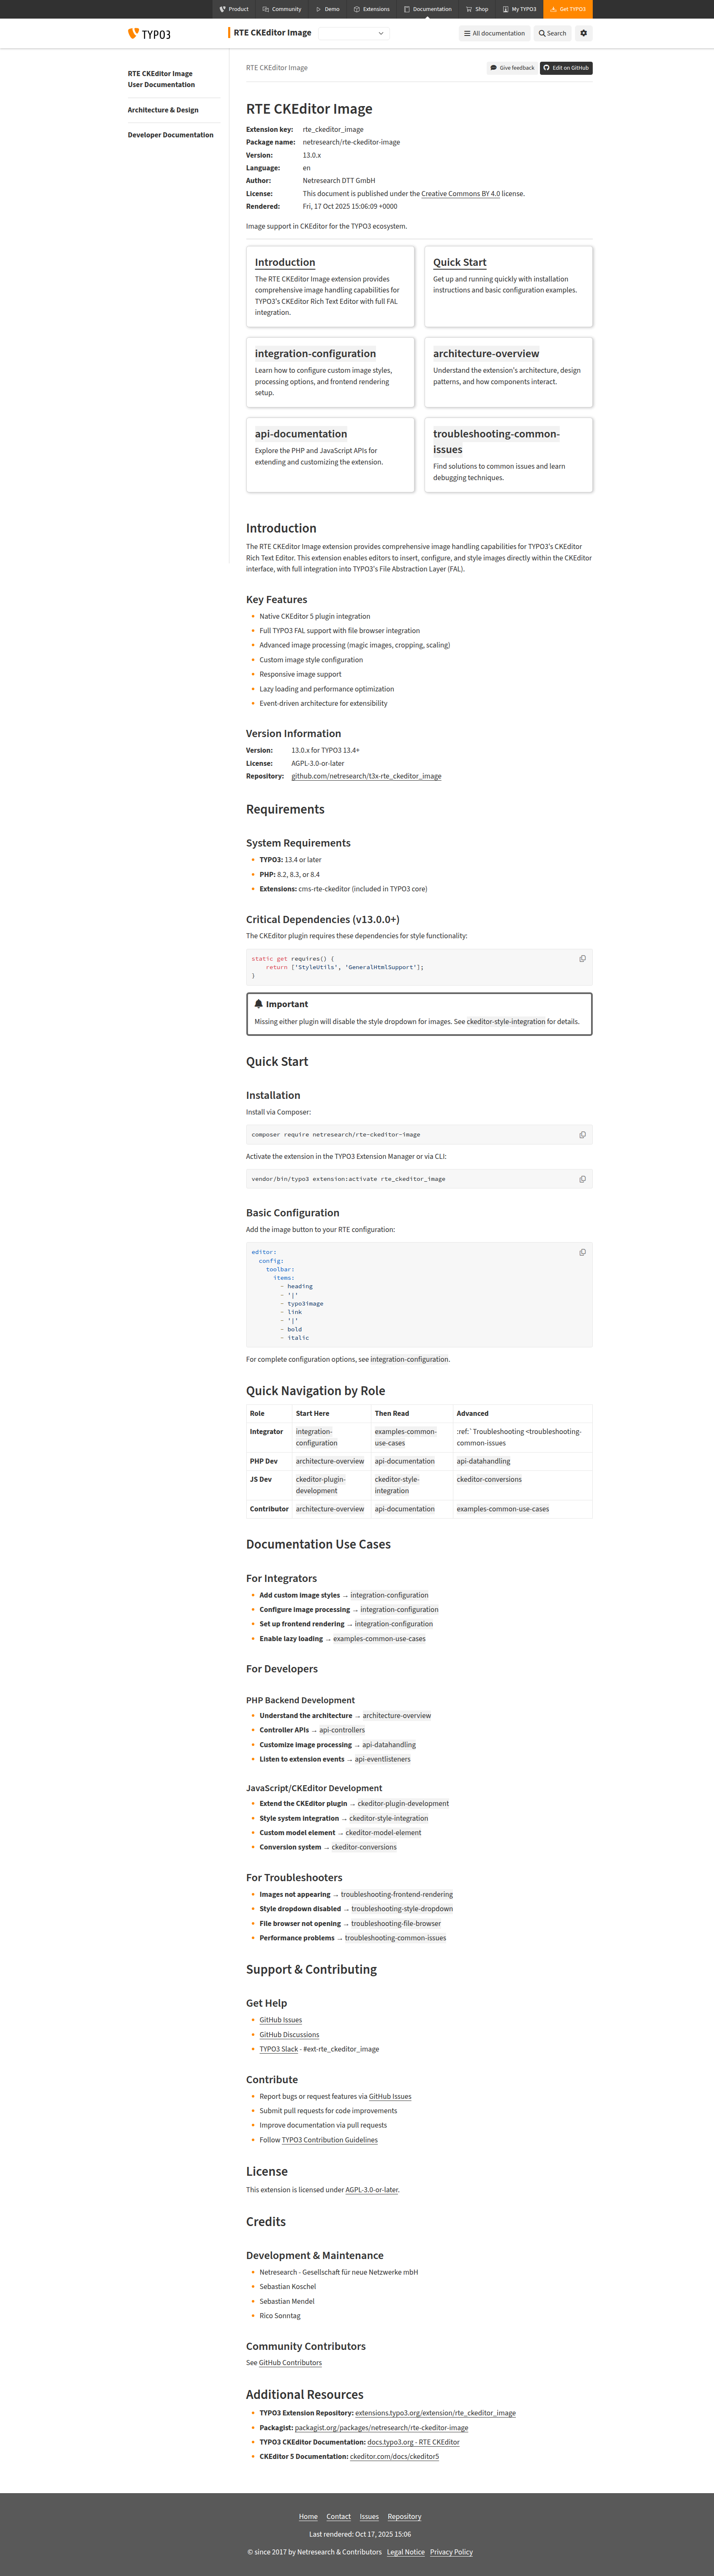 Product Community Demo Extensions Documentation Shop My TYPO3 Get TYPO3
TYPO3 RTE CKEditor Image All documentation Search
RTE CKEditor Image
User Documentation
Architecture & Design
Developer Documentation
RTE CKEditor Image Give feedback Edit on GitHub
RTE CKEditor Image
Extension key: rte_ckeditor_image
Package name: netresearch/rte-ckeditor-image
Version: 13.0.x
Language: en
Author: Netresearch DTT GmbH
License: This document is published under the Creative Commons BY 4.0 license.
Rendered: Fri, 17 Oct 2025 15:06:09 +0000
Image support in CKEditor for the TYPO3 ecosystem.
Introduction
The RTE CKEditor Image extension provides
comprehensive image handling capabilities for
TYPO3's CKEditor Rich Text Editor with full FAL
integration.
Quick Start
Get up and running quickly with installation
instructions and basic configuration examples.
integration-configuration
Learn how to configure custom image styles,
processing options, and frontend rendering
setup.
architecture-overview
Understand the extension's architecture, design
patterns, and how components interact.
api-documentation
Explore the PHP and JavaScript APIs for
extending and customizing the extension.
troubleshooting-common-
issues
Find solutions to common issues and learn
debugging techniques.
Introduction
The RTE CKEditor Image extension provides comprehensive image handling capabilities for TYPO3's CKEditor
Rich Text Editor. This extension enables editors to insert, configure, and style images directly within the CKEditor
interface, with full integration into TYPO3's File Abstraction Layer (FAL).
Key Features
Native CKEditor 5 plugin integration
Full TYPO3 FAL support with file browser integration
Advanced image processing (magic images, cropping, scaling)
Custom image style configuration
Responsive image support
Lazy loading and performance optimization
Event-driven architecture for extensibility
Version Information
Version: 13.0.x for TYPO3 13.4+
License: AGPL-3.0-or-later
Repository: github.com/netresearch/t3x-rte_ckeditor_image
Requirements
System Requirements
TYPO3: 13.4 or later
PHP: 8.2, 8.3, or 8.4
Extensions: cms-rte-ckeditor (included in TYPO3 core)
Critical Dependencies (v13.0.0+)
The CKEditor plugin requires these dependencies for style functionality:
static get requires() {
return ['StyleUtils', 'GeneralHtmlSupport'];
}
Important
Missing either plugin will disable the style dropdown for images. See ckeditor-style-integration for details.
Quick Start
Installation
Install via Composer:
composer require netresearch/rte-ckeditor-image
Activate the extension in the TYPO3 Extension Manager or via CLI:
vendor/bin/typo3 extension:activate rte_ckeditor_image
Basic Configuration
Add the image button to your RTE configuration:
editor:
config:
toolbar:
items:
- heading
- '|'
- typo3image
- link
- '|'
- bold
- italic
For complete configuration options, see integration-configuration.
Quick Navigation by Role
Role Start Here Then Read Advanced
Integrator integration-configuration examples-common-use-cases :ref:`Troubleshooting <troubleshooting-common-issues
PHP Dev architecture-overview api-documentation api-datahandling
JS Dev ckeditor-plugin-development ckeditor-style-integration ckeditor-conversions
Contributor architecture-overview api-documentation examples-common-use-cases
Documentation Use Cases
For Integrators
Add custom image styles → integration-configuration
Configure image processing → integration-configuration
Set up frontend rendering → integration-configuration
Enable lazy loading → examples-common-use-cases
For Developers
PHP Backend Development
Understand the architecture → architecture-overview
Controller APIs → api-controllers
Customize image processing → api-datahandling
Listen to extension events → api-eventlisteners
JavaScript/CKEditor Development
Extend the CKEditor plugin → ckeditor-plugin-development
Style system integration → ckeditor-style-integration
Custom model element → ckeditor-model-element
Conversion system → ckeditor-conversions
For Troubleshooters
Images not appearing → troubleshooting-frontend-rendering
Style dropdown disabled → troubleshooting-style-dropdown
File browser not opening → troubleshooting-file-browser
Performance problems → troubleshooting-common-issues
Support & Contributing
Get Help
GitHub Issues
GitHub Discussions
TYPO3 Slack - #ext-rte_ckeditor_image
Contribute
Report bugs or request features via GitHub Issues
Submit pull requests for code improvements
Improve documentation via pull requests
Follow TYPO3 Contribution Guidelines
License
This extension is licensed under AGPL-3.0-or-later.
Credits
Development & Maintenance
Netresearch - Gesellschaft für neue Netzwerke mbH
Sebastian Koschel
Sebastian Mendel
Rico Sonntag
Community Contributors
See GitHub Contributors
Additional Resources
TYPO3 Extension Repository: extensions.typo3.org/extension/rte_ckeditor_image
Packagist: packagist.org/packages/netresearch/rte-ckeditor-image
TYPO3 CKEditor Documentation: docs.typo3.org - RTE CKEditor
CKEditor 5 Documentation: ckeditor.com/docs/ckeditor5
Home Contact Issues Repository
Last rendered: Oct 17, 2025 15:06
© since 2017 by Netresearch & Contributors Legal Notice Privacy Policy